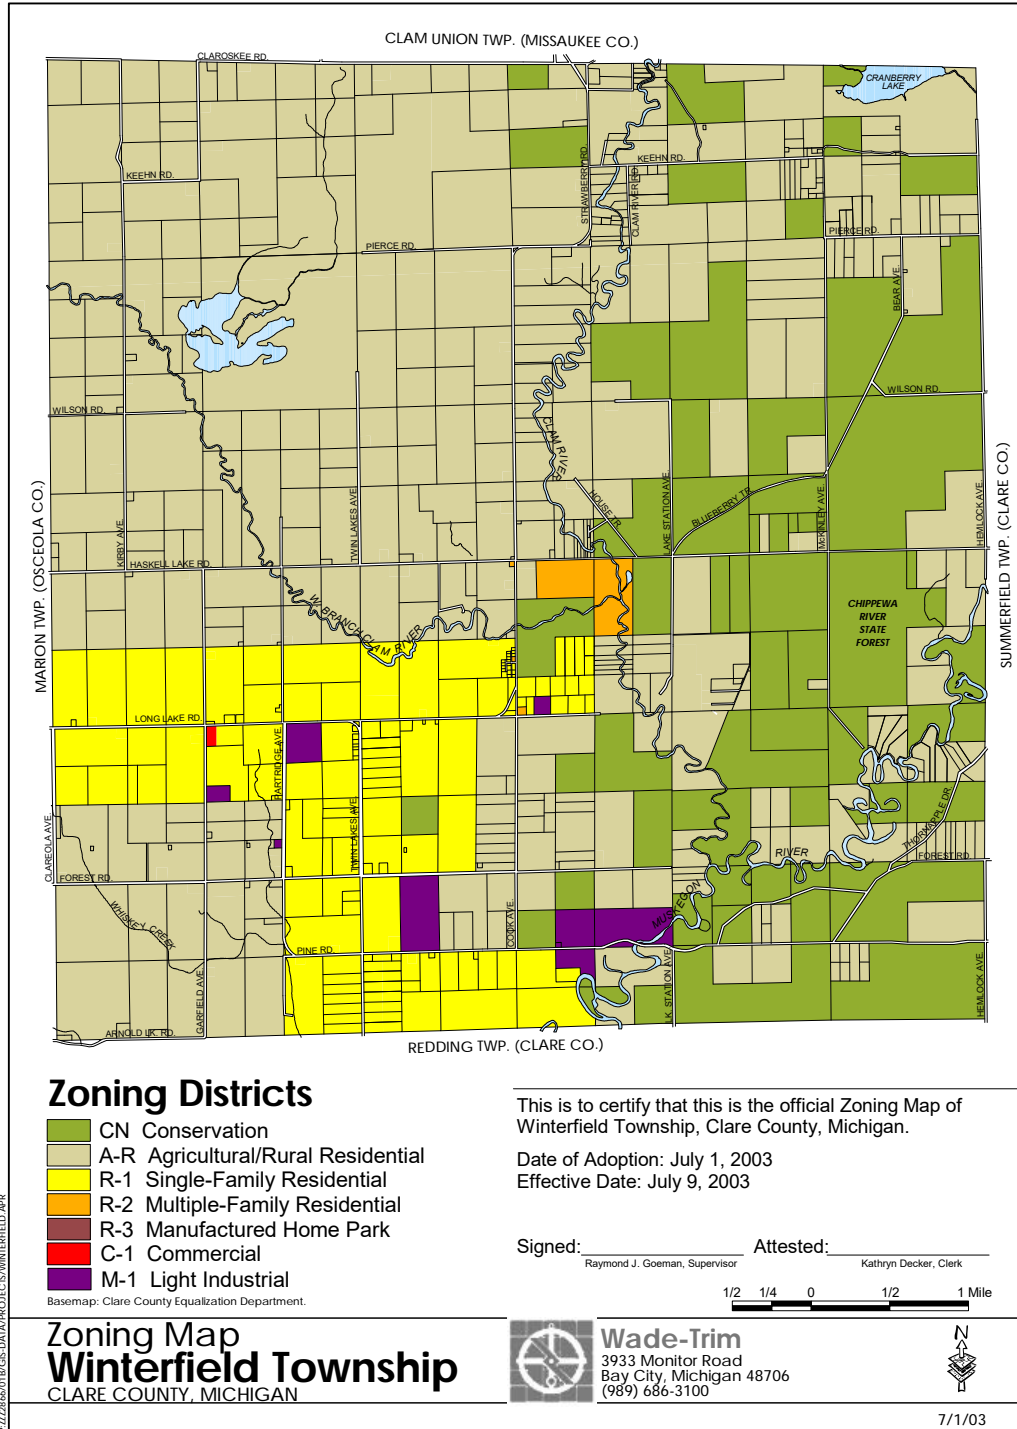 CLAM UNION TWP. (MISSAUKEE CO.)
CLAROSKEE RD.
CRANBERRY
LAKE
KEEHN RD.
KEEHN RD.
STRAWBERRY RD.
CLAM RIVER RD.
PIERCE RD.
PIERCE RD.
BEAR AVE.
WILSON RD.
WILSON RD.
CLAM RIVER
MARION TWP. (OSCEOLA CO.)
SUMMERFIELD TWP. (CLARE CO.)
KIRBY AVE.
TWIN LAKES AVE.
HOUSE TR.
LAKE STATION AVE.
BLUEBERRY TR.
McKINLEY AVE.
HEMLOCK AVE.
HASKELL LAKE RD.
W. BRANCH CLAM RIVER
CHIPPEWA
RIVER
STATE
FOREST
LONG LAKE RD.
PARTRIDGE AVE.
TWIN LAKES AVE.
CLAREOLA AVE.
THORNAPPLE DR.
RIVER
FOREST RD.
FOREST RD.
MUSKEGON
WHISKEY CREEK
COOK AVE.
PINE RD.
GARFIELD AVE.
LK. STATION AVE.
HEMLOCK AVE.
ARNOLD LK. RD.
REDDING TWP. (CLARE CO.)
Zoning Districts
CN Conservation
A-R Agricultural/Rural Residential
R-1 Single-Family Residential
R-2 Multiple-Family Residential
R-3 Manufactured Home Park
C-1 Commercial
M-1 Light Industrial
Basemap: Clare County Equalization Department.
This is to certify that this is the official Zoning Map of
Winterfield Township, Clare County, Michigan.
Date of Adoption: July 1, 2003
Effective Date: July 9, 2003
Signed: Attested:
Raymond J. Goeman, Supervisor Kathryn Decker, Clerk
1/2 1/4 0 1/2 1 Mile
Zoning Map
Winterfield Township
CLARE COUNTY, MICHIGAN
Wade-Trim
3933 Monitor Road
Bay City, Michigan 48706
(989) 686-3100
N
7/1/03